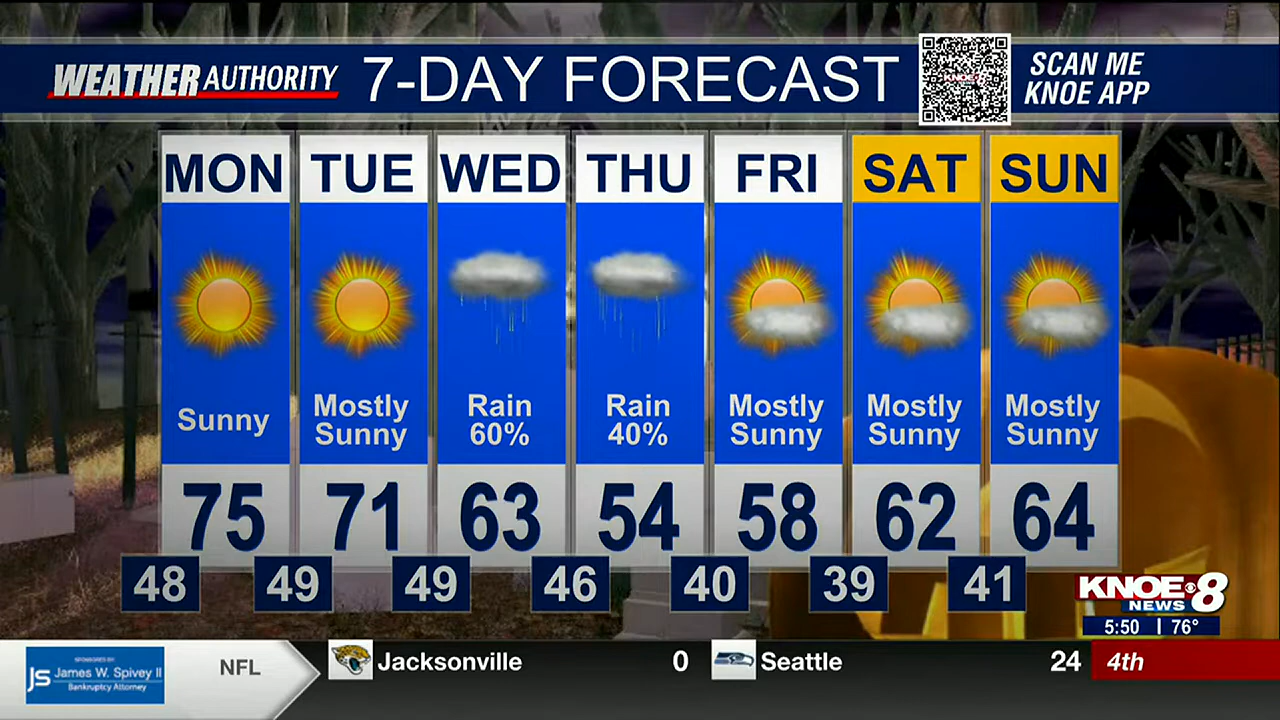 WEATHER AUTHORITY 7-DAY FORECAST
SCAN ME
KNOE APP
MON TUE WED THU FRI SAT SUN
Sunny
Mostly
Sunny
Rain
60%
Rain
40%
Mostly
Sunny
Mostly
Sunny
Mostly
Sunny
75 71 63 54 58 62 64
48 49 49 46 40 39 41
KNOE 8
NEWS
5:50 | 76°
SPONSORED BY:
JS James W. Spivey II
Bankruptcy Attorney
NFL Jacksonville 0 Seattle 24 4th